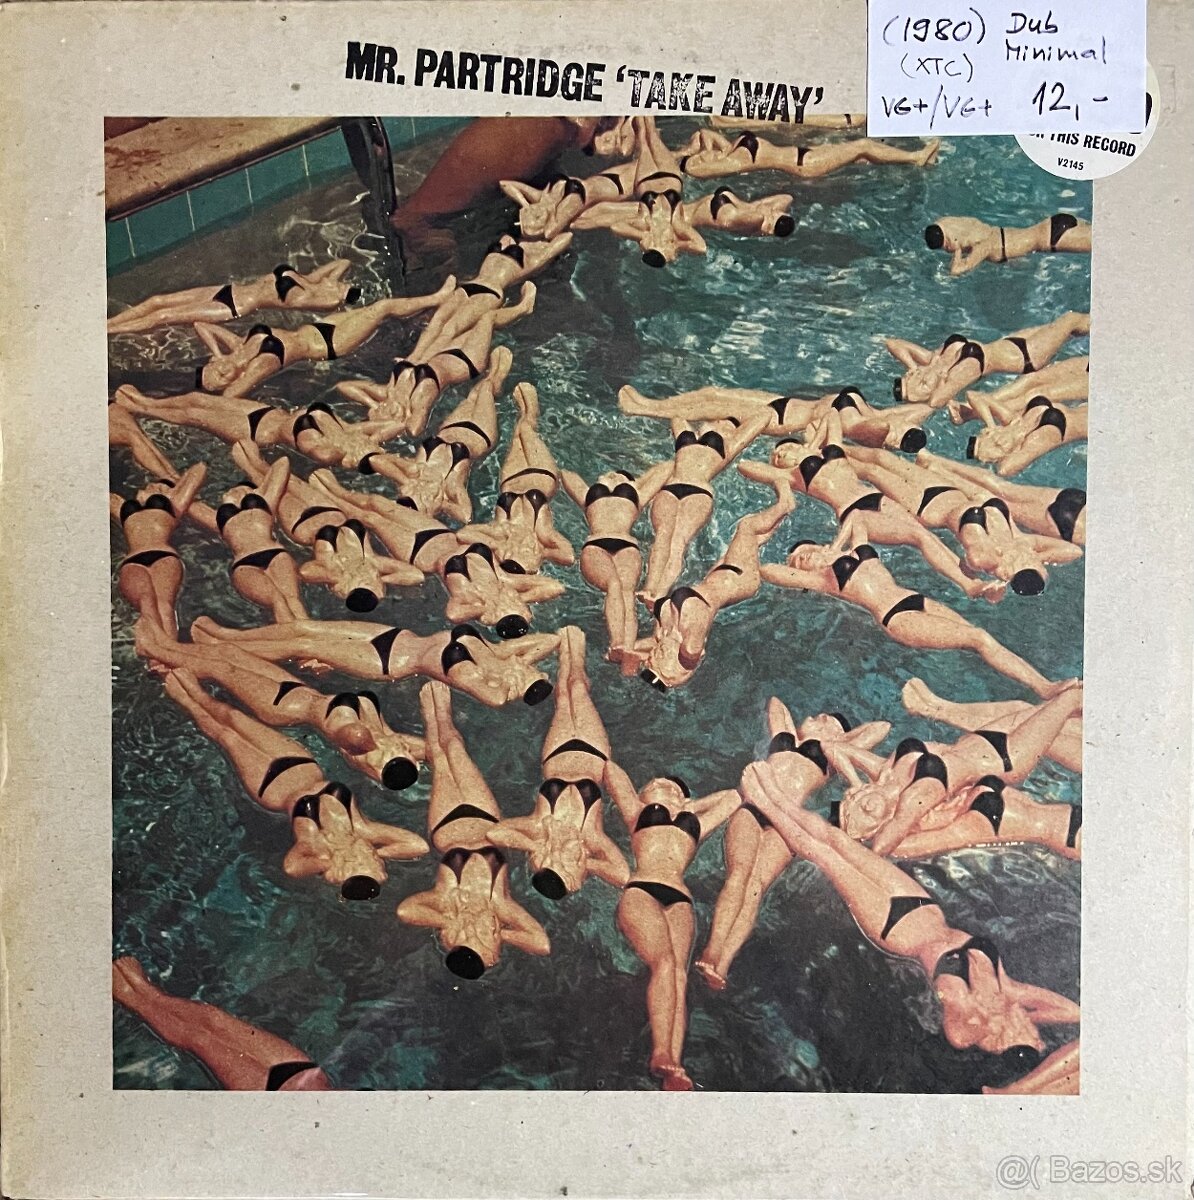 MR. PARTRIDGE ‘TAKE AWAY’
(1980) Dub
(XTC) Minimal
VG+/VG+ 12,-
THIS RECORD
V2145
@( Bazos.sk